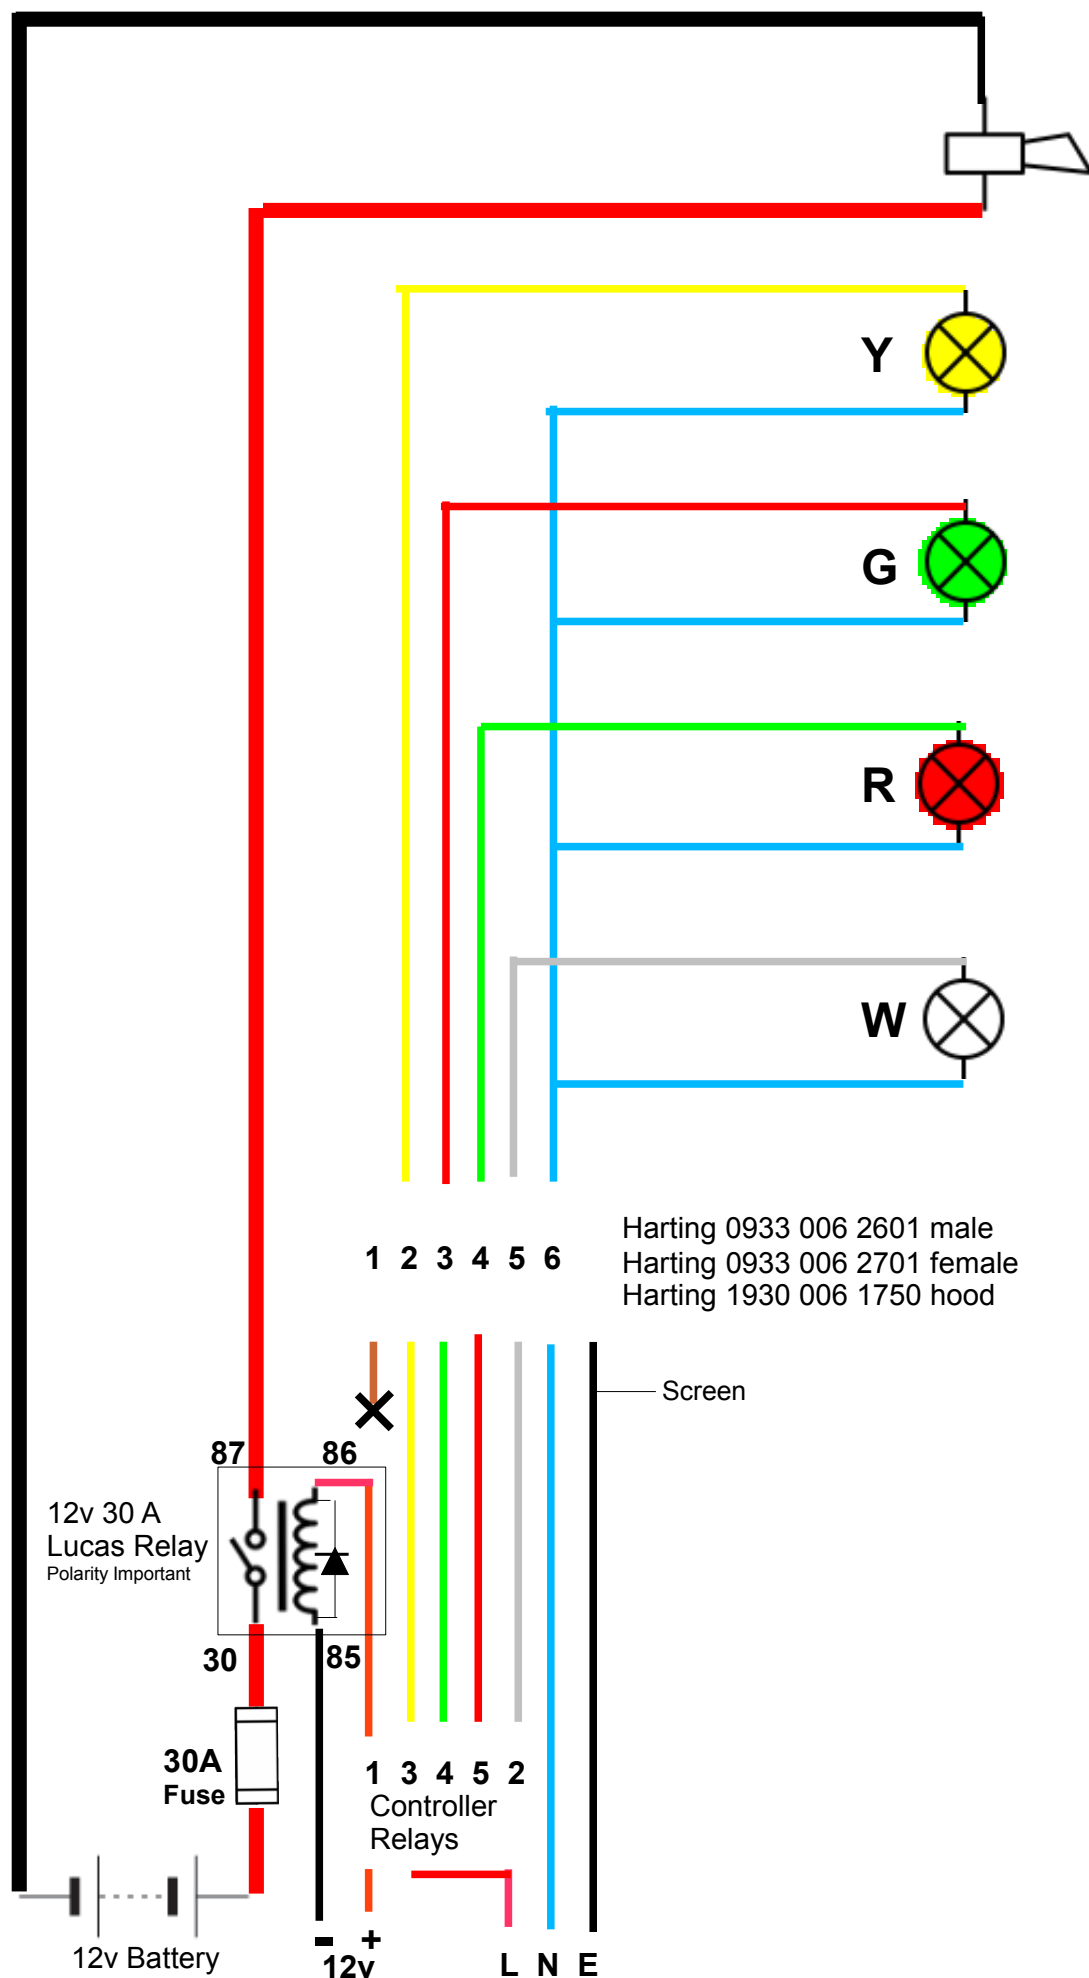 Y
G
R
W
Harting 0933 006 2601 male
1 2 3 4 5 6
Harting 0933 006 2701 female
Harting 1930 006 1750 hood
Screen
87 86
12v 30 A
Lucas Relay
Polarity Important
30 85
30A
Fuse
1 3 4 5 2
Controller
Relays
- +
12v
12v Battery
L N E